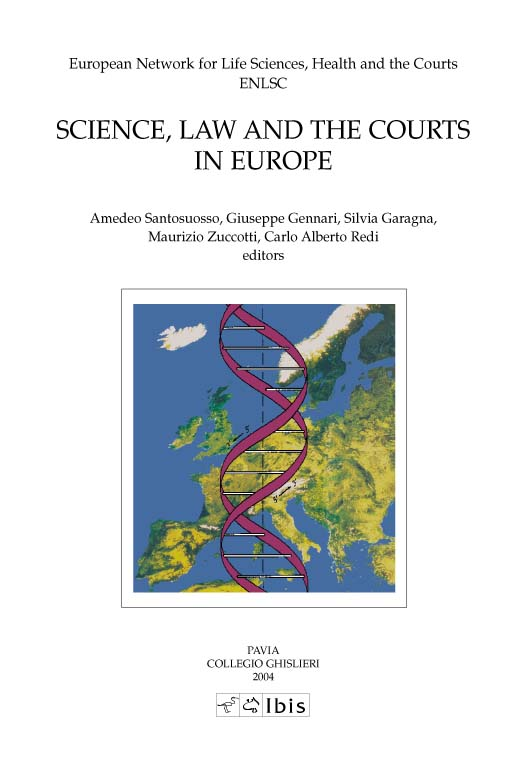 European Network for Life Sciences, Health and the Courts
ENLSC
SCIENCE, LAW AND THE COURTS
IN EUROPE
Amedeo Santosuosso, Giuseppe Gennari, Silvia Garagna,
Maurizio Zuccotti, Carlo Alberto Redi
editors
PAVIA
COLLEGIO GHISLIERI
2004
Ibis